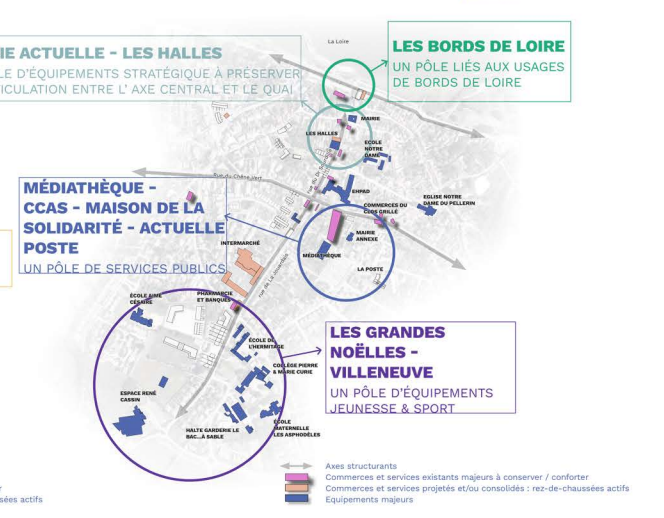 La Loire
LES BORDS DE LOIRE
UN PÔLE LIÉS AUX USAGES
DE BORDS DE LOIRE
IE ACTUELLE - LES HALLES
LE D'ÉQUIPEMENTS STRATÉGIQUE À PRÉSERVER
TICULATION ENTRE L' AXE CENTRAL ET LE QUAI
MAIRIE
LES HALLES
ECOLE
NOTRE
DAME
Rue du Chêne Vert
EHPAD
MÉDIATHÈQUE -
CCAS - MAISON DE LA
SOLIDARITÉ - ACTUELLE
POSTE
UN PÔLE DE SERVICES PUBLICS
COMMERCES DU
CLOS GRILLÉ
EGLISE NOTRE
DAME DU PELLERIN
MAIRIE
ANNEXE
INTERMARCHÉ
MÉDIATHÈQUE
LA POSTE
ÉCOLE AIMÉ
CÉSAIRE
PHARMARCIE
ET BANQUES
ÉCOLE DE
L'HERMITAGE
COLLÈGE PIERRE
& MARIE CURIE
LES GRANDES
NOËLLES -
VILLENEUVE
UN PÔLE D'ÉQUIPEMENTS
JEUNESSE & SPORT
ESPACE RENÉ
CASSIN
HALTE GARDERIE LE
BAC...À SABLE
ÉCOLE
MATERNELLE
LES ASPHODÈLES
Axes structurants
Commerces et services existants majeurs à conserver / conforter
Commerces et services projetés et/ou consolidés : rez-de-chaussées actifs
Equipements majeurs
r
sées actifs